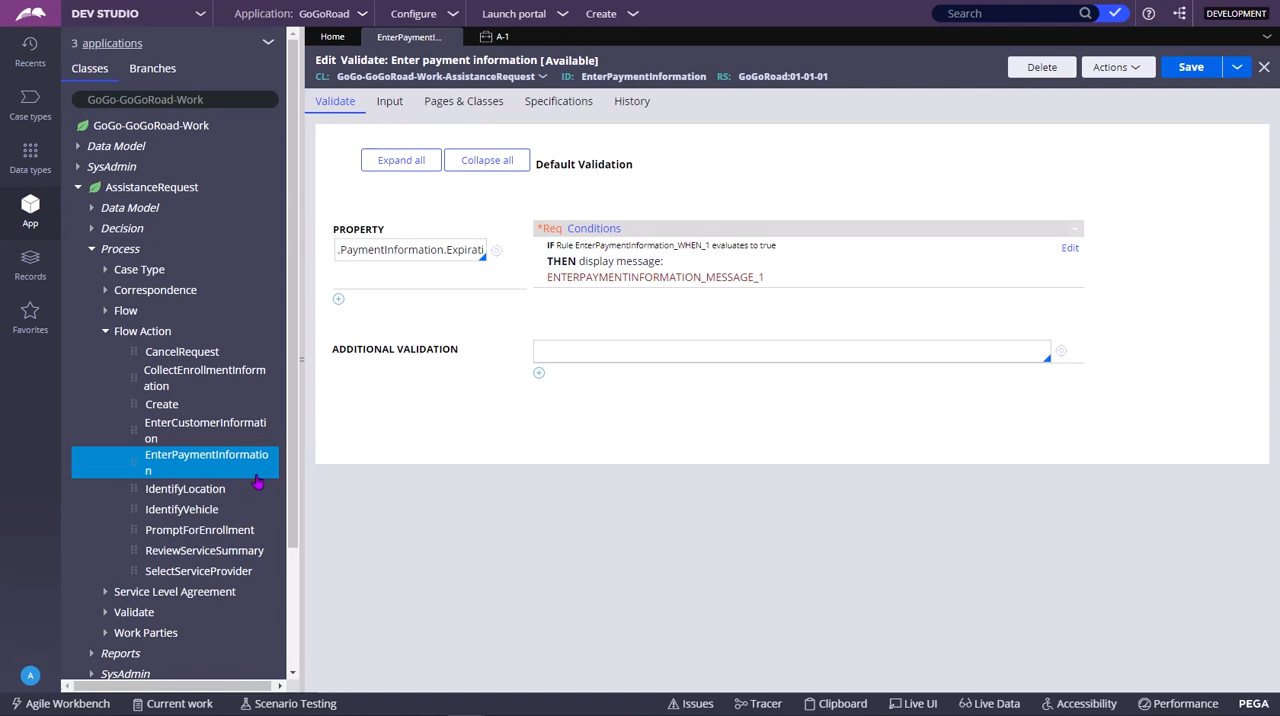 DEV STUDIO
Application: GoGoRoad
Configure
Launch portal
Create
Search
DEVELOPMENT
Recents
Case types
Data types
App
Records
Favorites
A
3 applications
Classes
Branches
GoGo-GoGoRoad-Work
GoGo-GoGoRoad-Work
Data Model
SysAdmin
AssistanceRequest
Data Model
Decision
Process
Case Type
Correspondence
Flow
Flow Action
CancelRequest
CollectEnrollmentInform
ation
Create
EnterCustomerInformati
on
EnterPaymentInformatio
n
IdentifyLocation
IdentifyVehicle
PromptForEnrollment
ReviewServiceSummary
SelectServiceProvider
Service Level Agreement
Validate
Work Parties
Reports
SysAdmin
Home
EnterPaymentI...
A-1
Edit Validate: Enter payment information [Available]
CL: GoGo-GoGoRoad-Work-AssistanceRequest
ID: EnterPaymentInformation
RS: GoGoRoad:01-01-01
Delete
Actions
Save
Validate
Input
Pages & Classes
Specifications
History
Expand all
Collapse all
Default Validation
PROPERTY
.PaymentInformation.Expirati
*Req Conditions
IF Rule EnterPaymentInformation_WHEN_1 evaluates to true
THEN display message:
ENTERPAYMENTINFORMATION_MESSAGE_1
Edit
ADDITIONAL VALIDATION
Agile Workbench
Current work
Scenario Testing
Issues
Tracer
Clipboard
Live UI
Live Data
Accessibility
Performance
PEGA